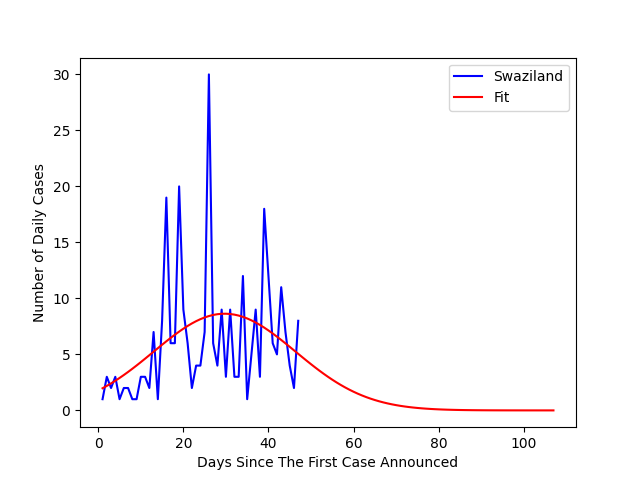 Swaziland
Fit
Number of Daily Cases
30
25
20
15
10
5
0
0 20 40 60 80 100
Days Since The First Case Announced